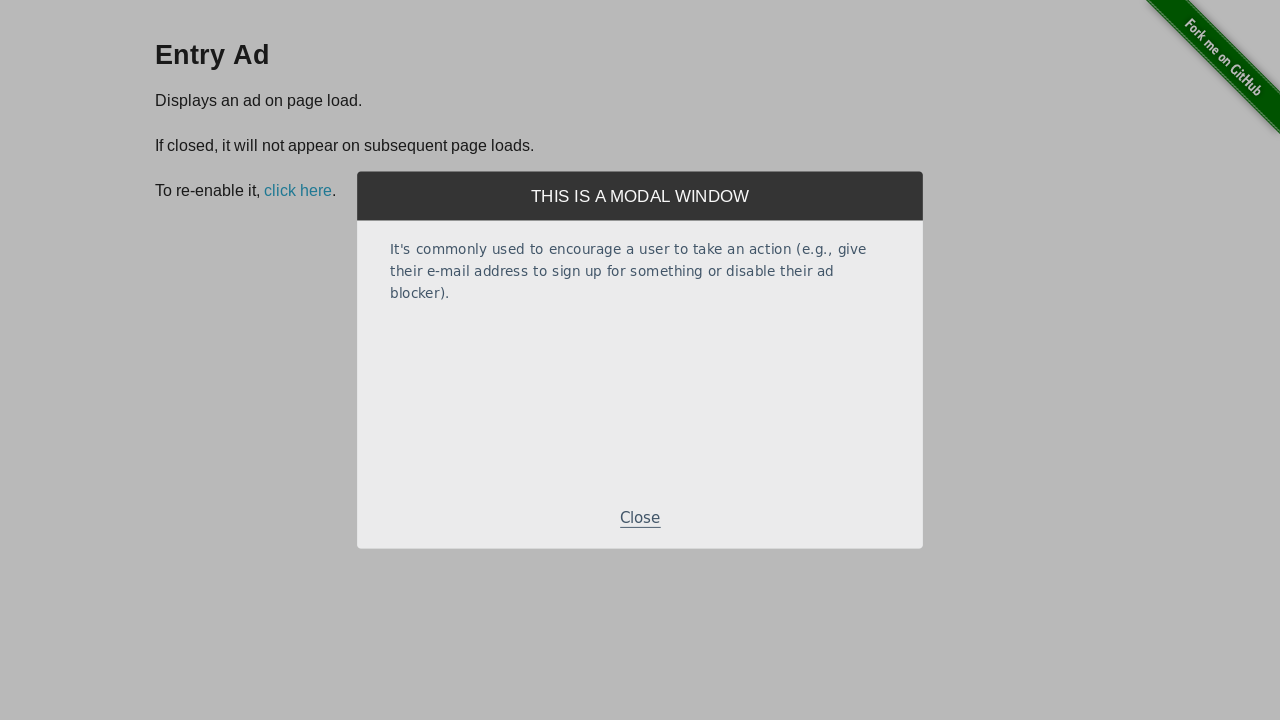 Entry Ad
Displays an ad on page load.
If closed, it will not appear on subsequent page loads.
To re-enable it, click here.
THIS IS A MODAL WINDOW
It's commonly used to encourage a user to take an action (e.g., give
their e-mail address to sign up for something or disable their ad
blocker).
Close
Fork me on GitHub